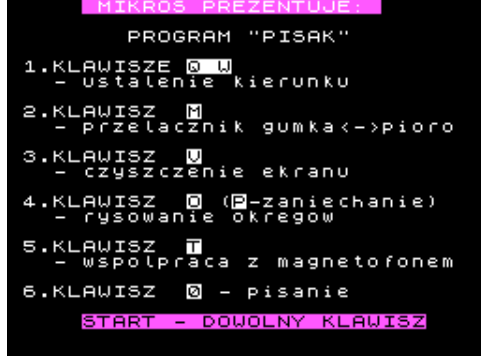 MIKROS PREZENTUJE:
PROGRAM "PISAK"
1.KLAWISZE Q W
- ustalenie kierunku
2.KLAWISZ M
- przelacznik gumka<->pioro
3.KLAWISZ V
- czyszczenie ekranu
4.KLAWISZ O (P-zaniechanie)
- rysowanie okregow
5.KLAWISZ T
- wspolpraca z magnetofonem
6.KLAWISZ 0 - pisanie
START - DOWOLNY KLAWISZ